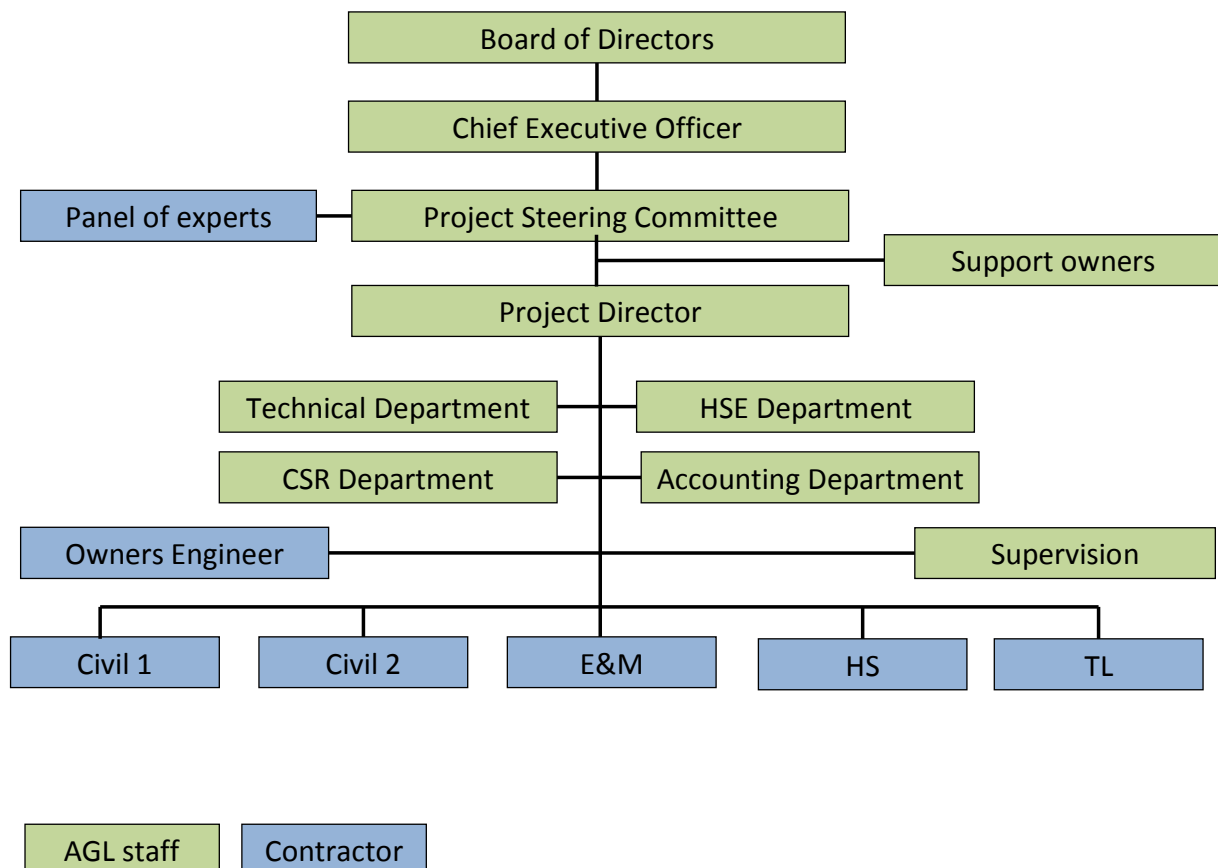 Board of Directors
Chief Executive Officer
Panel of experts
Project Steering Committee
Support owners
Project Director
Technical Department
HSE Department
CSR Department
Accounting Department
Owners Engineer
Supervision
Civil 1
Civil 2
E&M
HS
TL
AGL staff
Contractor